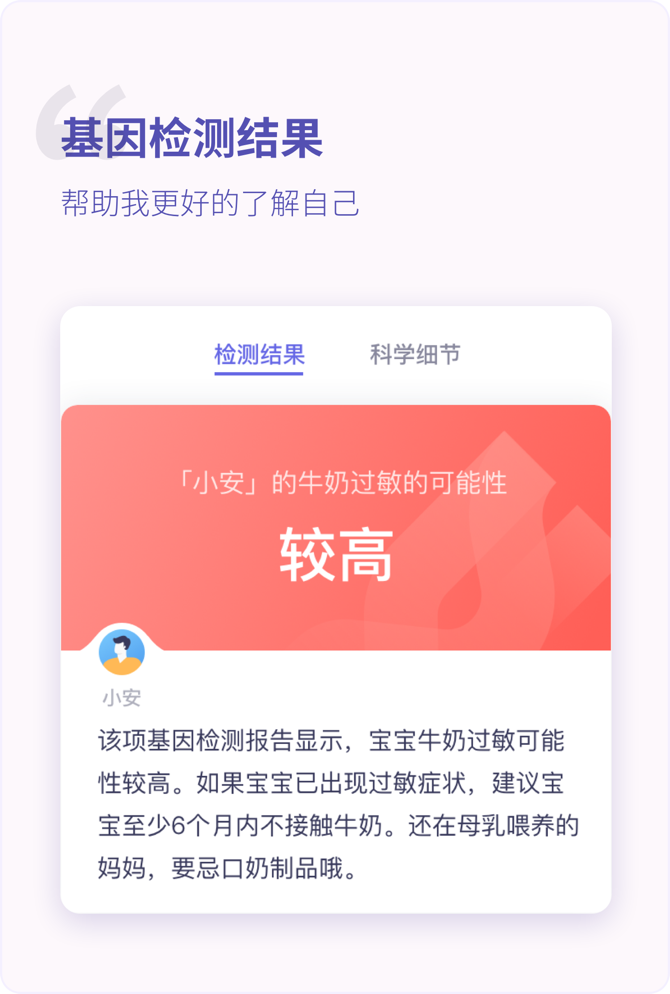 基因检测结果
帮助我更好的了解自己
检测结果 科学细节
「小安」的牛奶过敏的可能性
较高
小安
该项基因检测报告显示，宝宝牛奶过敏可能
性较高。如果宝宝已出现过敏症状，建议宝
宝至少6个月内不接触牛奶。还在母乳喂养的
妈妈，要忌口奶制品哦。